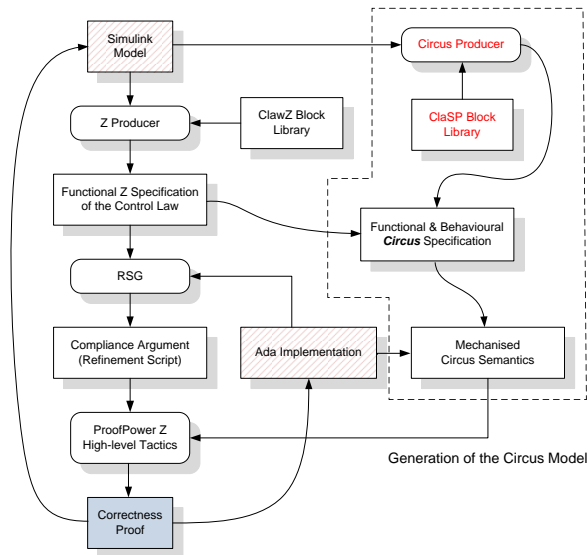 Simulink
Model
Circus Producer
Z Producer
ClawZ Block
Library
ClaSP Block
Library
Functional Z Specification
of the Control Law
Functional & Behavioural
Circus Specification
RSG
Compliance Argument
(Refinement Script)
Ada Implementation
Mechanised
Circus Semantics
ProofPower Z
High-level Tactics
Generation of the Circus Model
Correctness
Proof